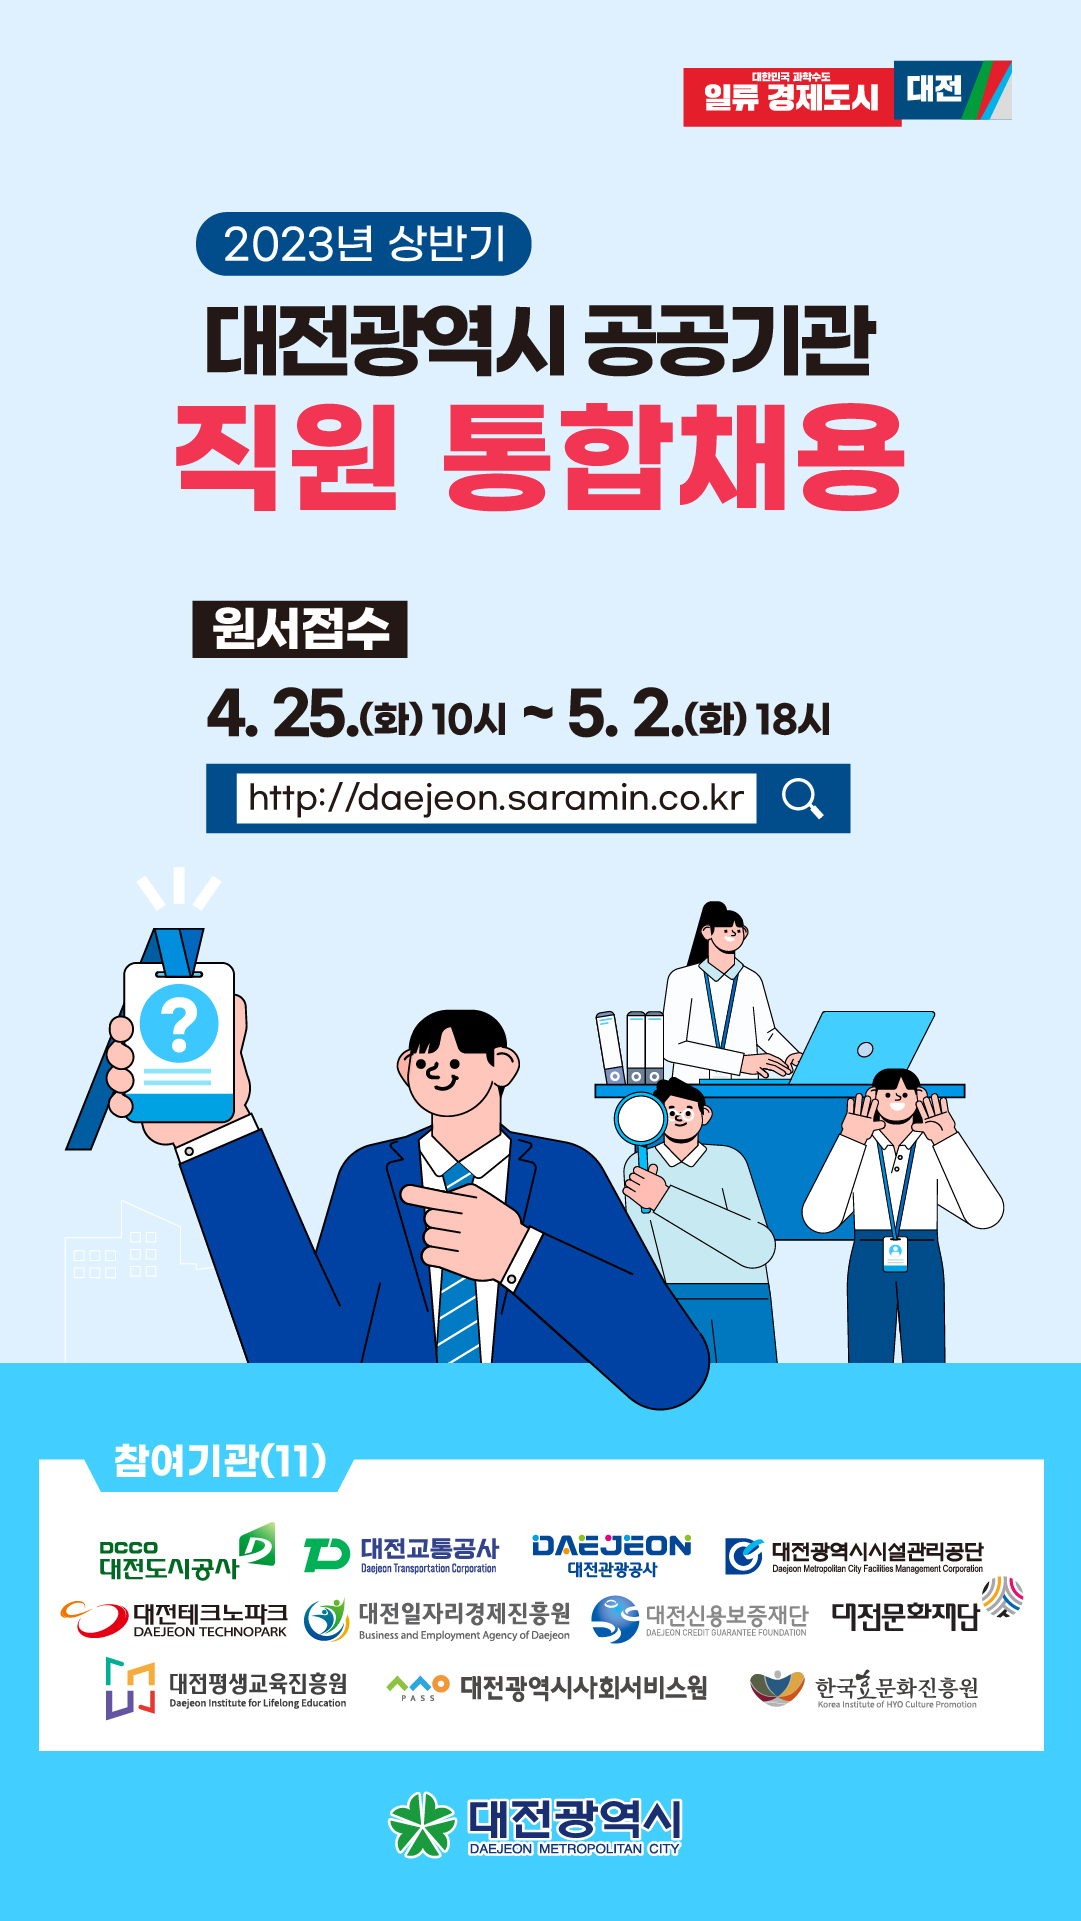 대한민국 과학수도
일류 경제도시
대전
2023년 상반기
대전광역시 공공기관
직원 통합채용
원서접수
4. 25.(화) 10시 ~ 5. 2.(화) 18시
http://daejeon.saramin.co.kr
?
참여기관(11)
DCCO
대전도시공사
대전교통공사
Daejeon Transportation Corporation
DAEJEON
대전관광공사
대전광역시시설관리공단
Daejeon Metropolitan City Facilities Management Corporation
대전테크노파크
DAEJEON TECHNOPARK
대전일자리경제진흥원
Business and Employment Agency of Daejeon
대전신용보증재단
DAEJEON CREDIT GUARANTEE FOUNDATION
대전문화재단
대전평생교육진흥원
Daejeon Institute for Lifelong Education
PASS
대전광역시사회서비스원
한국효문화진흥원
Korea Institute of HYO Culture Promotion
대전광역시
DAEJEON METROPOLITAN CITY